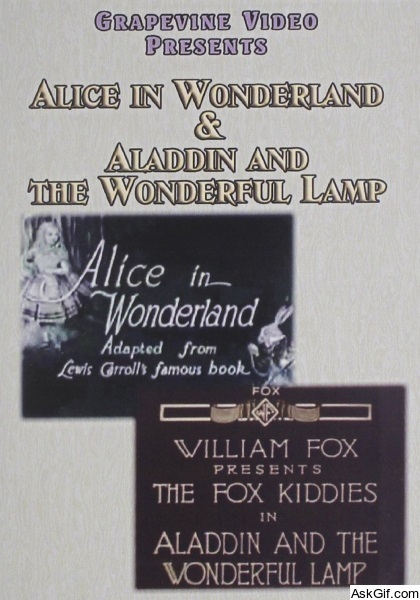 GRAPEVINE VIDEO
PRESENTS
ALICE IN WONDERLAND
&
ALADDIN AND
THE WONDERFUL LAMP
Alice in
Wonderland
Adapted from
Lewis Carroll's famous book
FOX
WF
WILLIAM FOX
PRESENTS
THE FOX KIDDIES
IN
ALADDIN AND THE
WONDERFUL LAMP
AskGif.com